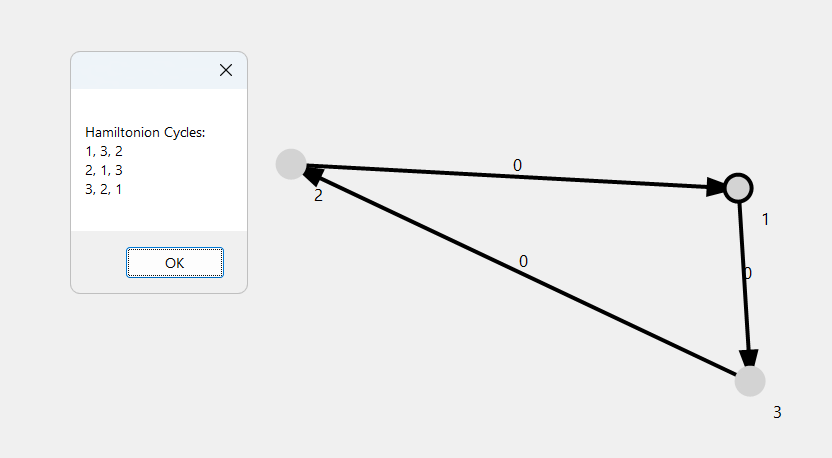 Hamiltonion Cycles:
1, 3, 2
2, 1, 3
3, 2, 1
OK
0
2
1
0
0
3